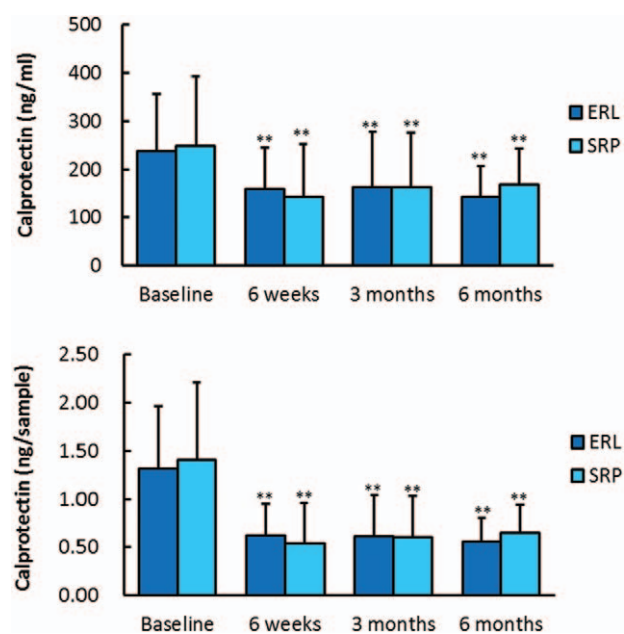 500
400
300
200
100
0
Calprotectin (ng/ml)
** ** ** ** ** **
Baseline 6 weeks 3 months 6 months
ERL
SRP
2.50
2.00
1.50
1.00
0.50
0.00
Calprotectin (ng/sample)
** ** ** ** ** **
Baseline 6 weeks 3 months 6 months
ERL
SRP